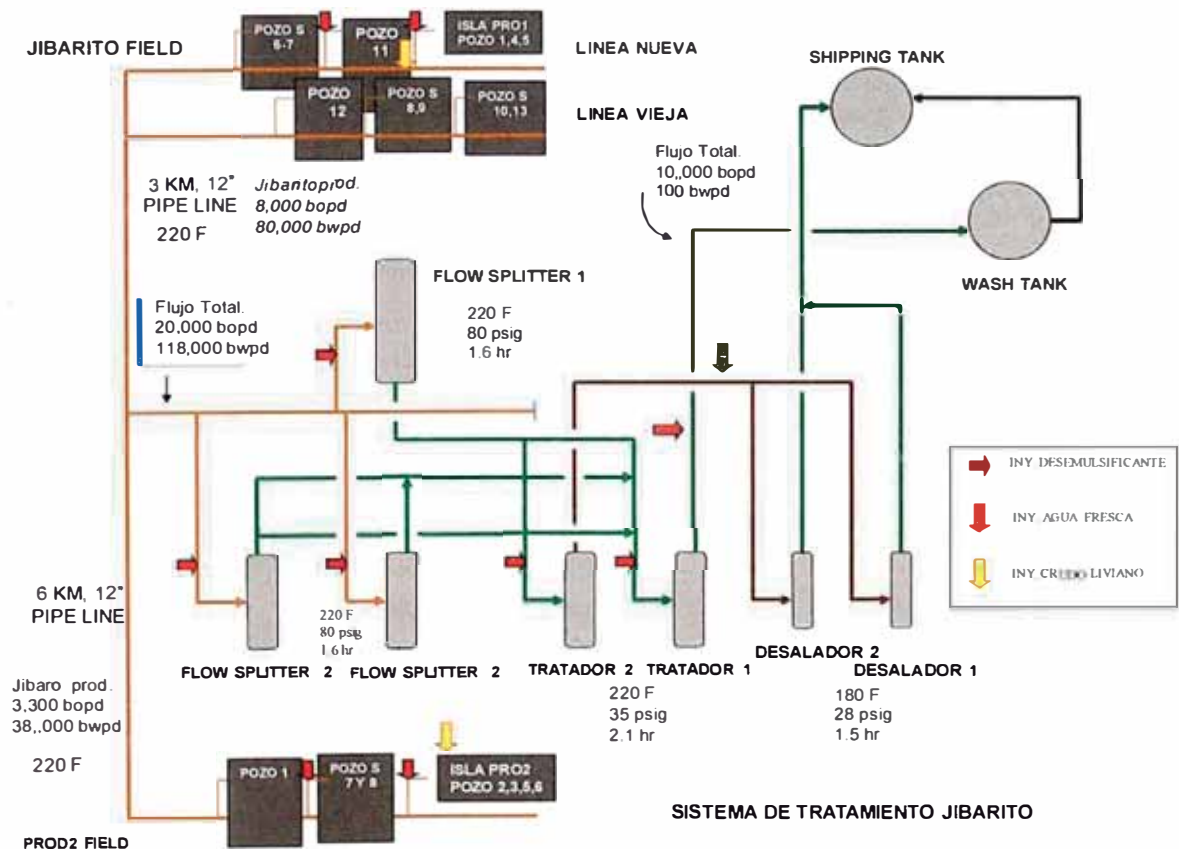 JIBARITO FIELD
POZO S
6-7
POZO
11
ISLA PRO1
POZO 1,4,5
LINEA NUEVA
POZO
12
POZO S
8,9
POZO S
10,13
LINEA VIEJA
SHIPPING TANK
3 KM, 12"
PIPE LINE
220 F
Jibantoprod.
8,000 bopd
80,000 bwpd
Flujo Total.
10,,000 bopd
100 bwpd
WASH TANK
FLOW SPLITTER 1
220 F
80 psig
1.6 hr
Flujo Total.
20,000 bopd
118,000 bwpd
INY DESEMULSIFICANTE
INY AGUA FRESCA
INY CRUDO LIVIANO
6 KM, 12"
PIPE LINE
220 F
80 psig
1.6 hr
FLOW SPLITTER 2
FLOW SPLITTER 2
TRATADOR 2
TRATADOR 1
DESALADOR 2
DESALADOR 1
220 F
35 psig
2.1 hr
180 F
28 psig
1.5 hr
Jibaro prod.
3,300 bopd
38,,000 bwpd
220 F
POZO 1
POZO S
7 Y 8
ISLA PRO2
POZO 2,3,5,6
SISTEMA DE TRATAMIENTO JIBARITO
PROD2 FIELD